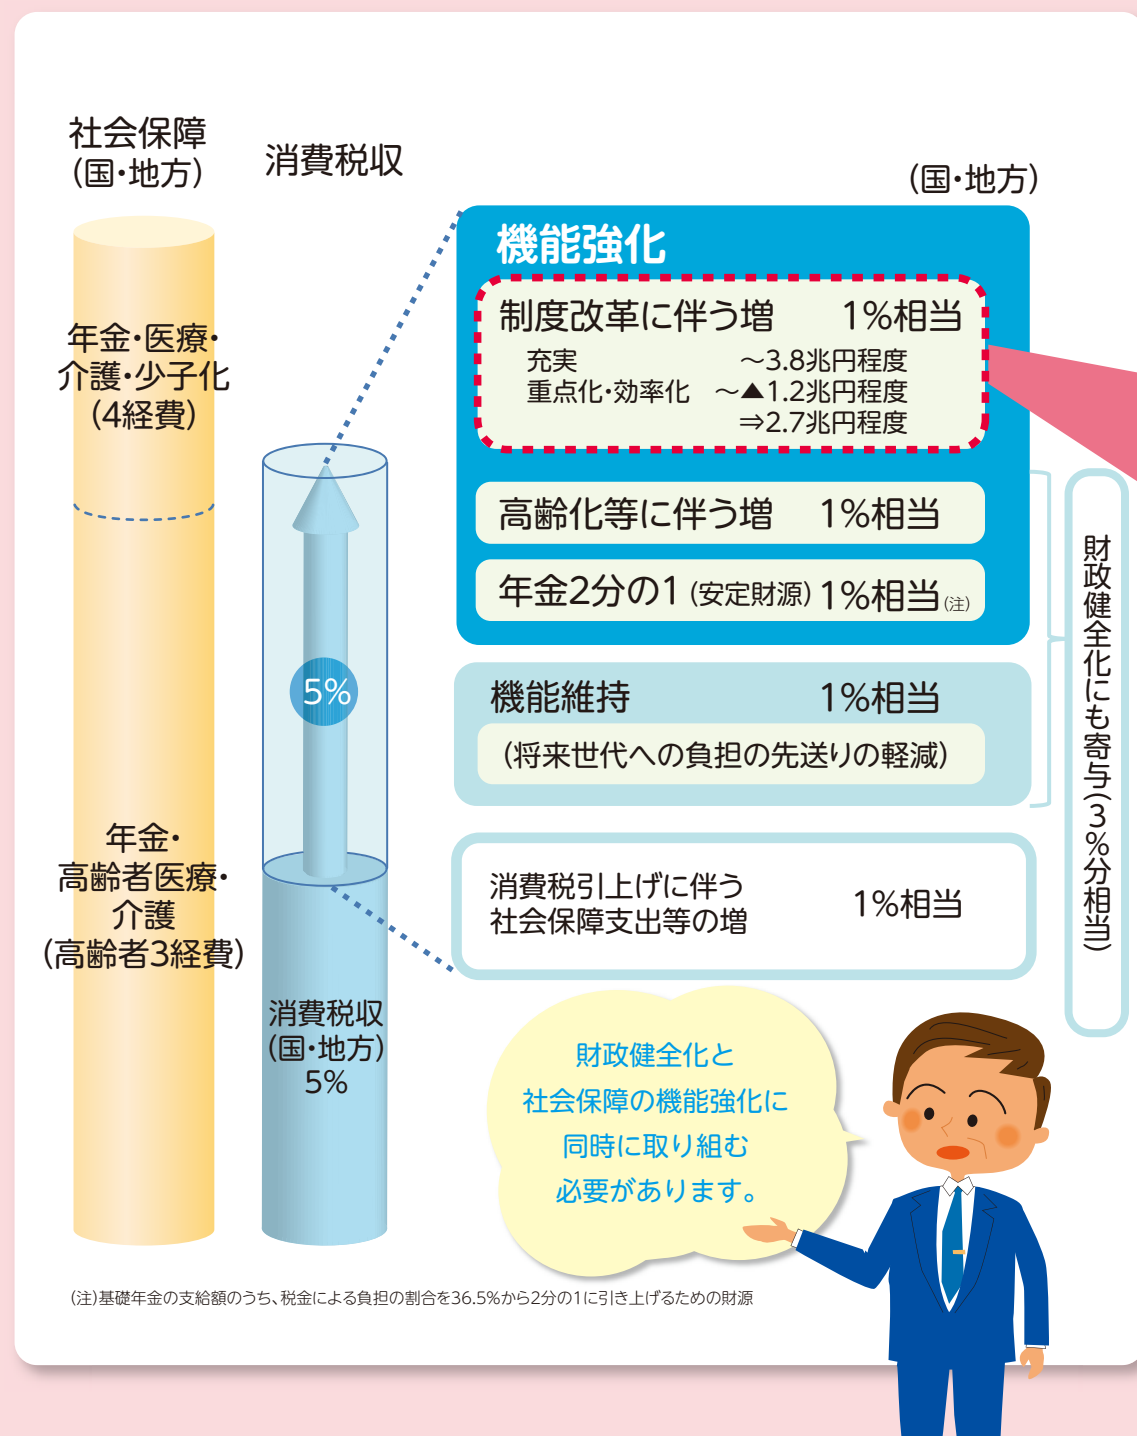 社会保障
（国・地方）
消費税収
（国・地方）
年金・医療・
介護・少子化
（4経費）
年金・
高齢者医療・
介護
（高齢者3経費）
5%
消費税収
（国・地方）
5%
機能強化
制度改革に伴う増　1%相当
充実　～3.8兆円程度
重点化・効率化　～▲1.2兆円程度
⇒2.7兆円程度
高齢化等に伴う増　1%相当
年金2分の1（安定財源）1%相当（注）
機能維持　1%相当
（将来世代への負担の先送りの軽減）
消費税引上げに伴う
社会保障支出等の増　1%相当
財政健全化にも寄与（3%分相当）
財政健全化と
社会保障の機能強化に
同時に取り組む
必要があります。
（注）基礎年金の支給額のうち、税金による負担の割合を36.5%から2分の1に引き上げるための財源